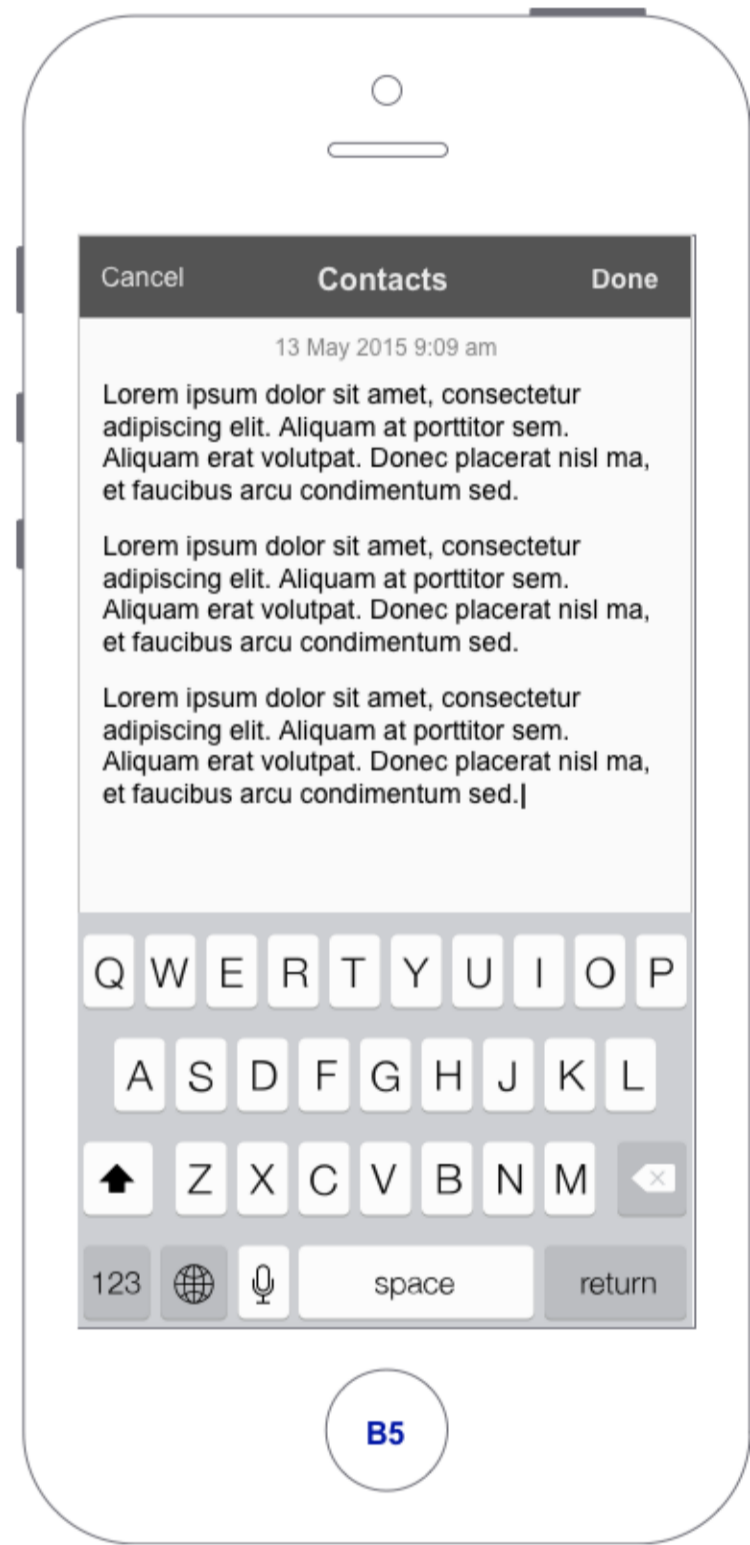 Cancel Contacts Done
13 May 2015 9:09 am
Lorem ipsum dolor sit amet, consectetur
adipiscing elit. Aliquam at porttitor sem.
Aliquam erat volutpat. Donec placerat nisl ma,
et faucibus arcu condimentum sed.
Lorem ipsum dolor sit amet, consectetur
adipiscing elit. Aliquam at porttitor sem.
Aliquam erat volutpat. Donec placerat nisl ma,
et faucibus arcu condimentum sed.
Lorem ipsum dolor sit amet, consectetur
adipiscing elit. Aliquam at porttitor sem.
Aliquam erat volutpat. Donec placerat nisl ma,
et faucibus arcu condimentum sed.
Q W E R T Y U I O P
A S D F G H J K L
Z X C V B N M
123 space return
B5